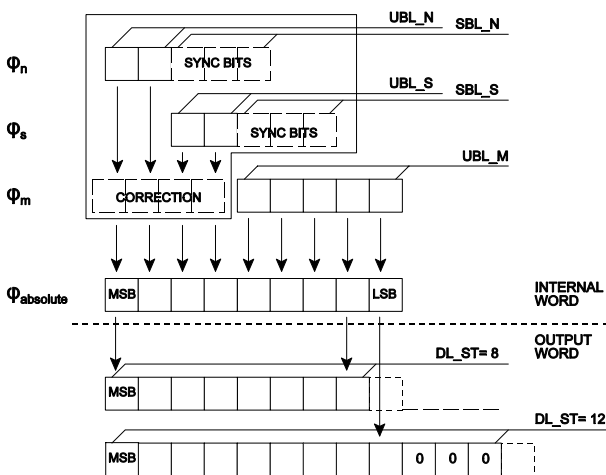 UBL_N
SBL_N
φn SYNC BITS
UBL_S
SBL_S
φs SYNC BITS
UBL_M
φm CORRECTION
φabsolute MSB LSB INTERNAL
WORD
OUTPUT
WORD
DL_ST= 8
MSB
DL_ST= 12
MSB 0 0 0